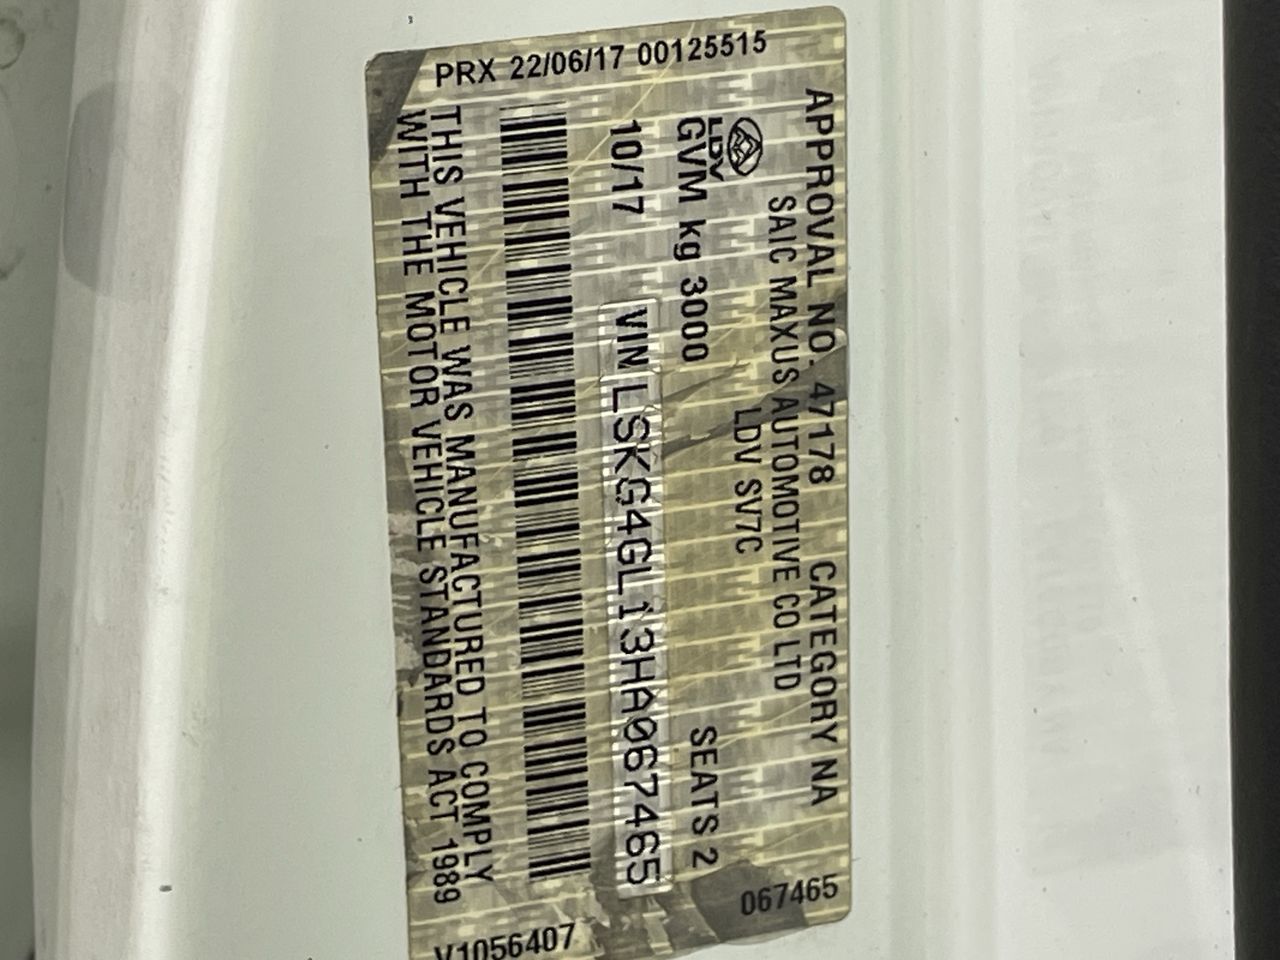 PRX 22/06/17 00125515
APPROVAL NO. 47178 CATEGORY NA
SAIC MAXUS AUTOMOTIVE CO LTD
LDV LDV SV7C
GVM kg 3000 SEATS 2
10/17 VIN LSKG4GL13HA067465
THIS VEHICLE WAS MANUFACTURED TO COMPLY
WITH THE MOTOR VEHICLE STANDARDS ACT 1989
067465
V1056407